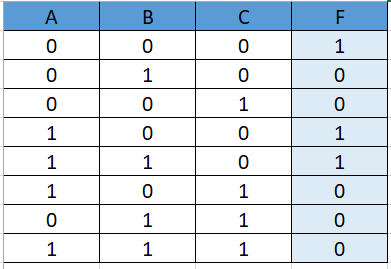 A B C F
0 0 0 1
0 1 0 0
0 0 1 0
1 0 0 1
1 1 0 1
1 0 1 0
0 1 1 0
1 1 1 0